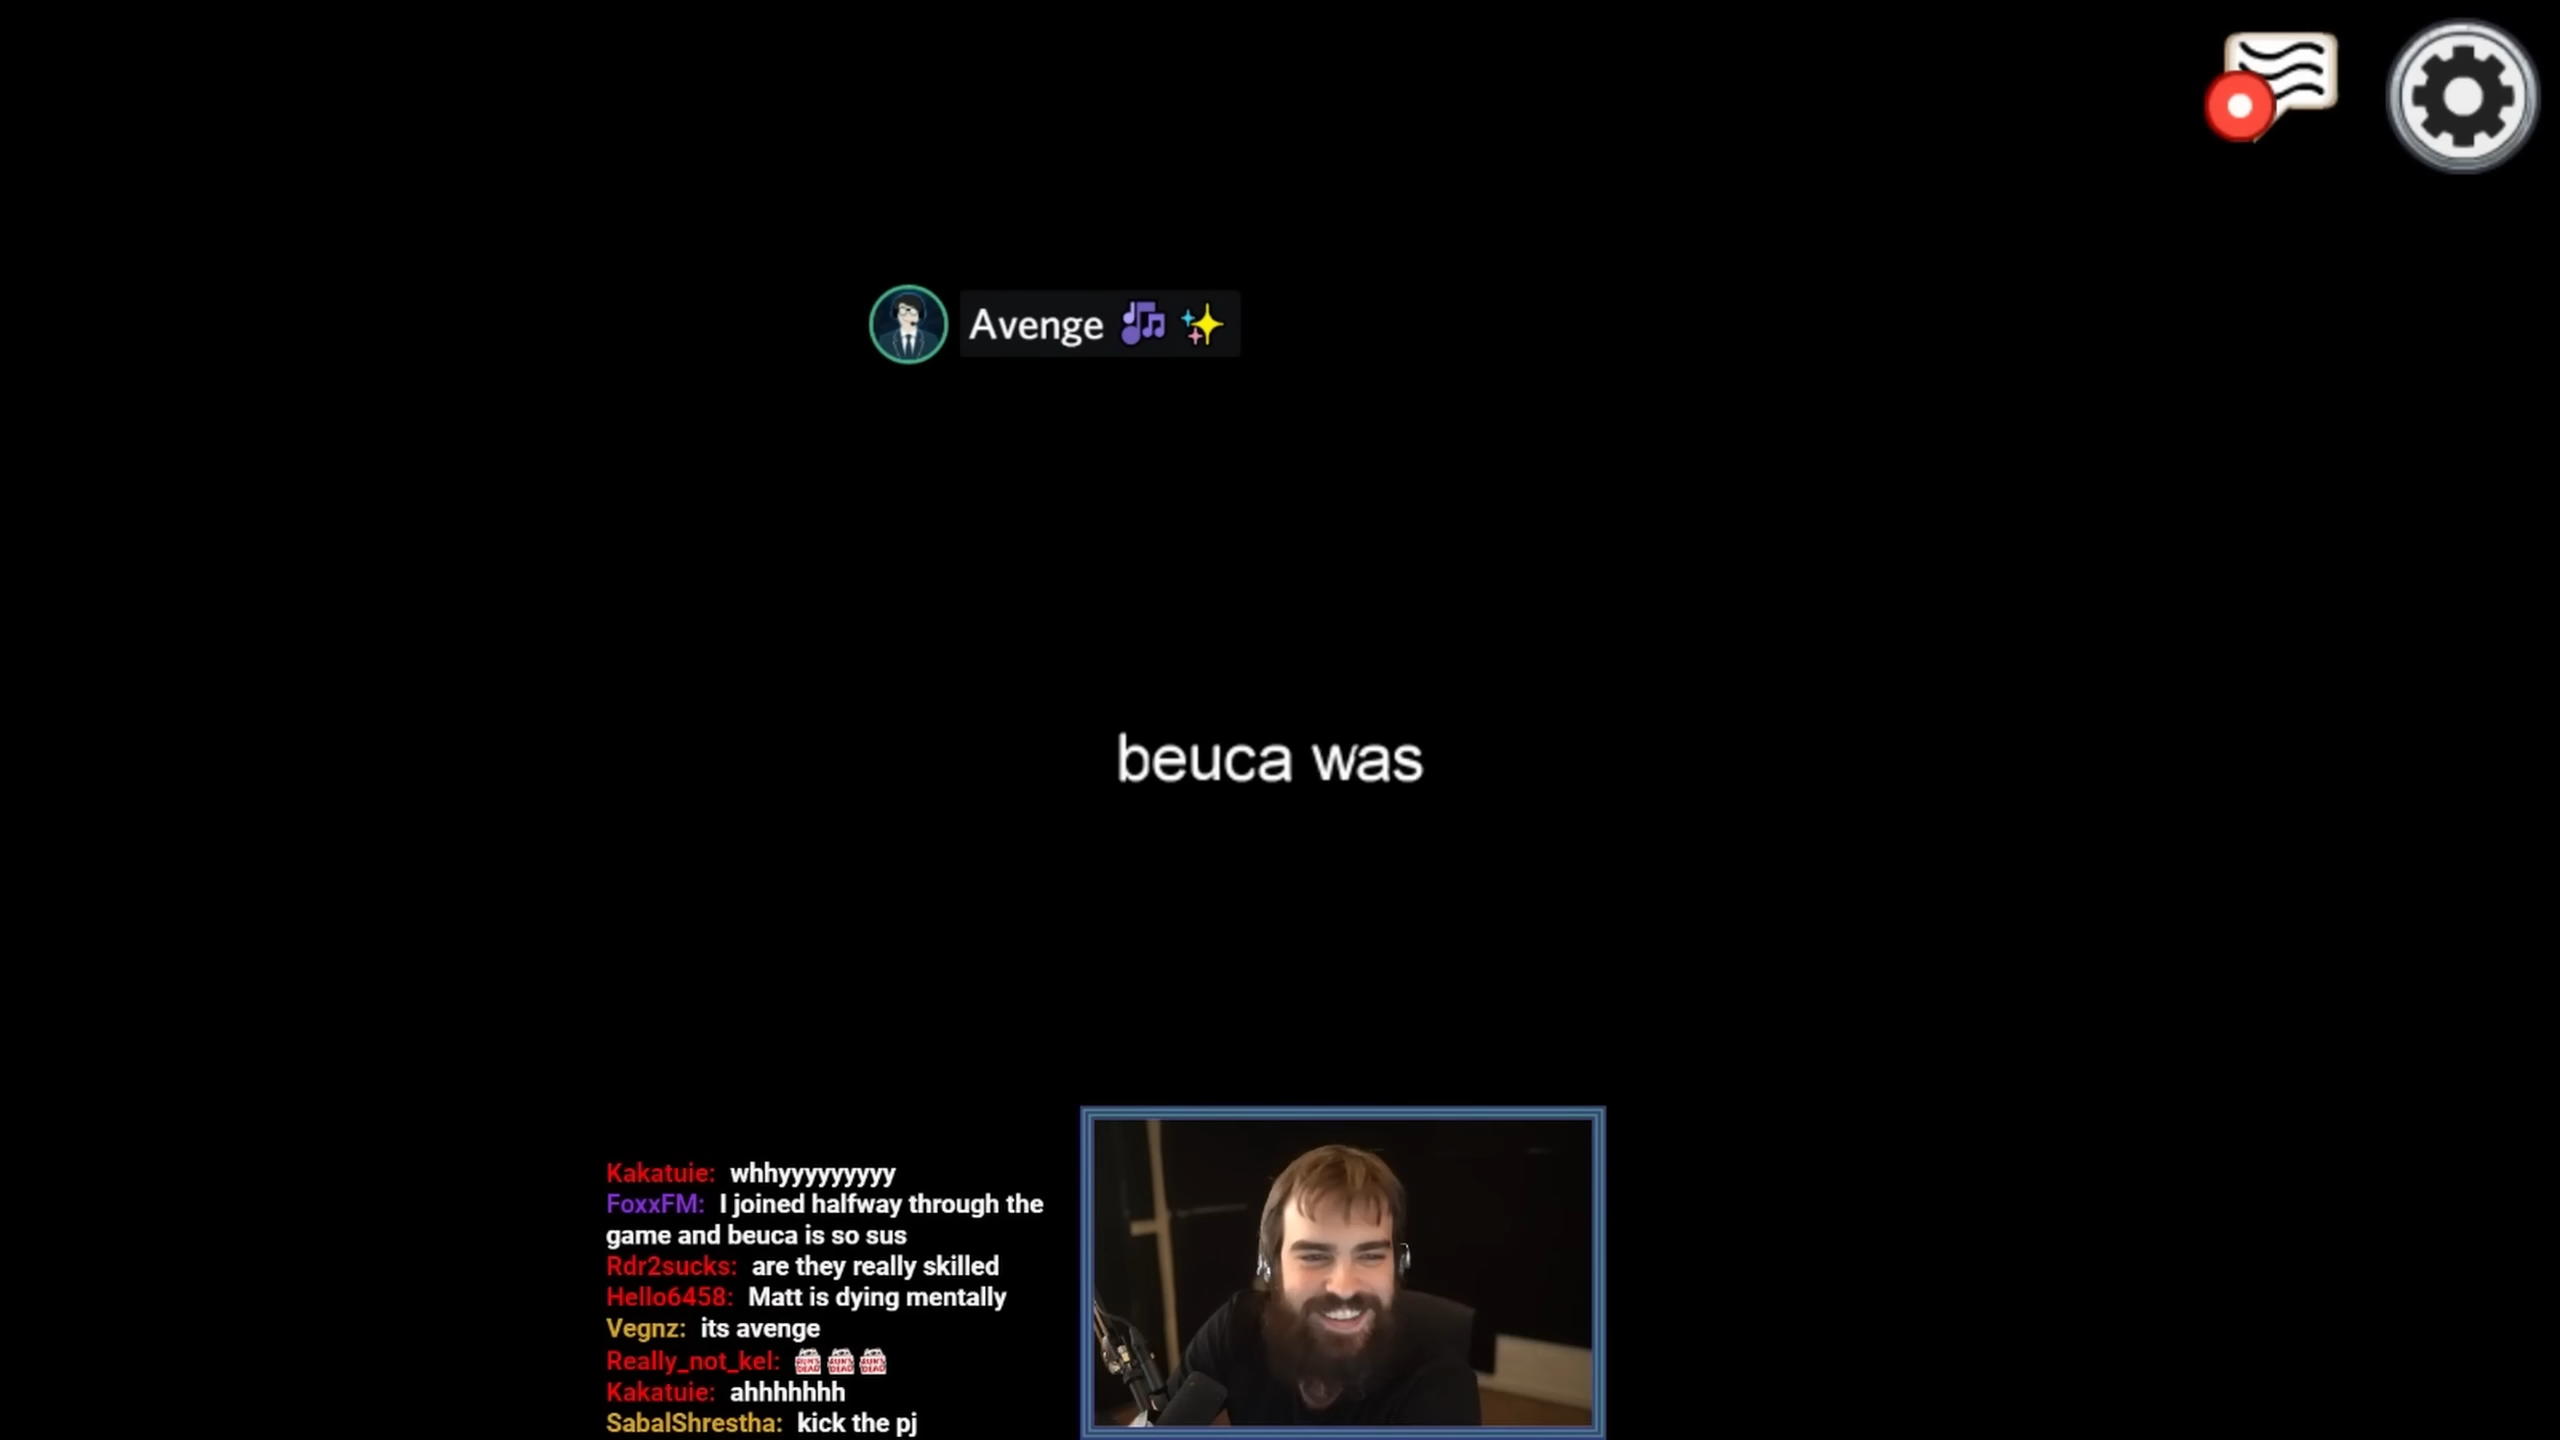 Avenge 🎶 ✨
beuca was
Kakatuie: whhyyyyyyyyy
FoxxFM: I joined halfway through the
game and beuca is so sus
Rdr2sucks: are they really skilled
Hello6458: Matt is dying mentally
Vegnz: its avenge
Really_not_kel:
Kakatuie: ahhhhhhh
SabalShrestha: kick the pj